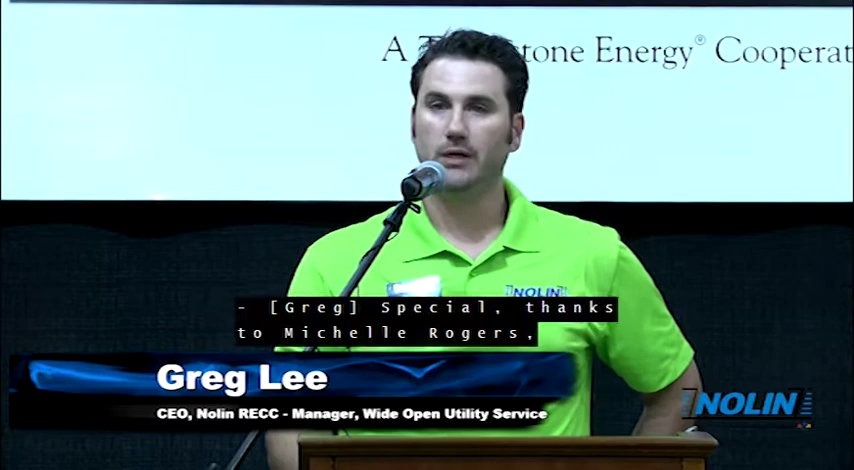 A T stone Energy® Cooperat
NOLIN
- [Greg] Special, thanks
to Michelle Rogers,
Greg Lee
CEO, Nolin RECC - Manager, Wide Open Utility Service
NOLIN